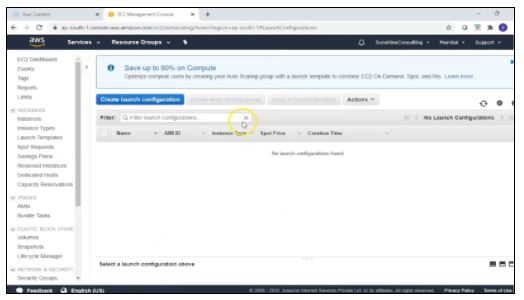 Your Content
EC2 Management Console
ap-south-1.console.aws.amazon.com/ec2/autoscaling/home?region=ap-south-1#LaunchConfigurations:
aws
Services
Resource Groups
SunshineConsulting
Mumbai
Support
EC2 Dashboard
Events
Tags
Reports
Limits
INSTANCES
Instances
Instance Types
Launch Templates
Spot Requests
Savings Plans
Reserved Instances
Dedicated Hosts
Capacity Reservations
IMAGES
AMIs
Bundle Tasks
ELASTIC BLOCK STORE
Volumes
Snapshots
Lifecycle Manager
NETWORK & SECURITY
Security Groups
Save up to 90% on Compute
Optimize compute costs by creating your Auto Scaling group with a launch template to combine EC2 On-Demand, Spot, and RIs. Learn more.
Create launch configuration
Create Auto Scaling group
Copy to launch template
Actions
Filter:
Filter launch configurations...
No Launch Configurations
Name
AMI ID
Instance Type
Spot Price
Creation Time
No launch configurations found
Select a launch configuration above
Feedback
English (US)
© 2008 - 2020, Amazon Internet Services Private Ltd. or its affiliates. All rights reserved.
Privacy Policy
Terms of Use